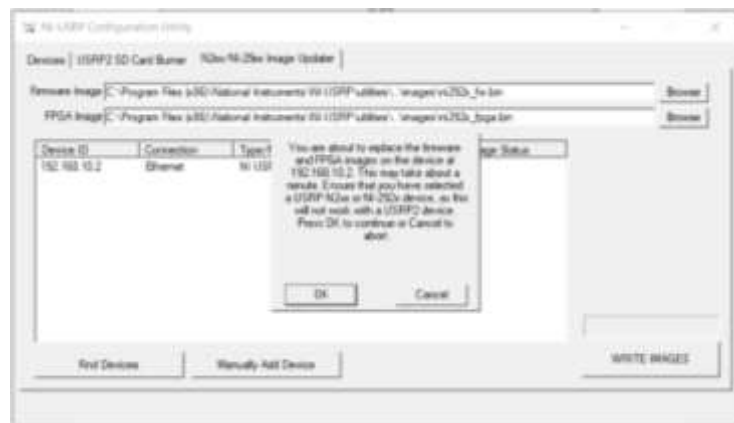 NI-USRP Configuration Utility
Devices USRP2 SD Card Burner N2xx/NI-29xx Image Updater
Firmware Image C:\Program Files (x86)\National Instruments\NI-USRP\utilities\..\images\ni292x_fw.bin Browse
FPGA Image C:\Program Files (x86)\National Instruments\NI-USRP\utilities\..\images\ni292x_fpga.bin Browse
Device ID Connection Image Status
192.168.10.2 Ethernet NI USR
You are about to replace the firmware
and FPGA images on the device at
192.168.10.2. This may take about a
minute. Ensure that you have selected
a USRP N2xx or NI-292x device, as this
will not work with a USRP2 device.
Press OK to continue or Cancel to
abort.
OK Cancel
Find Devices Manually Add Device WRITE IMAGES